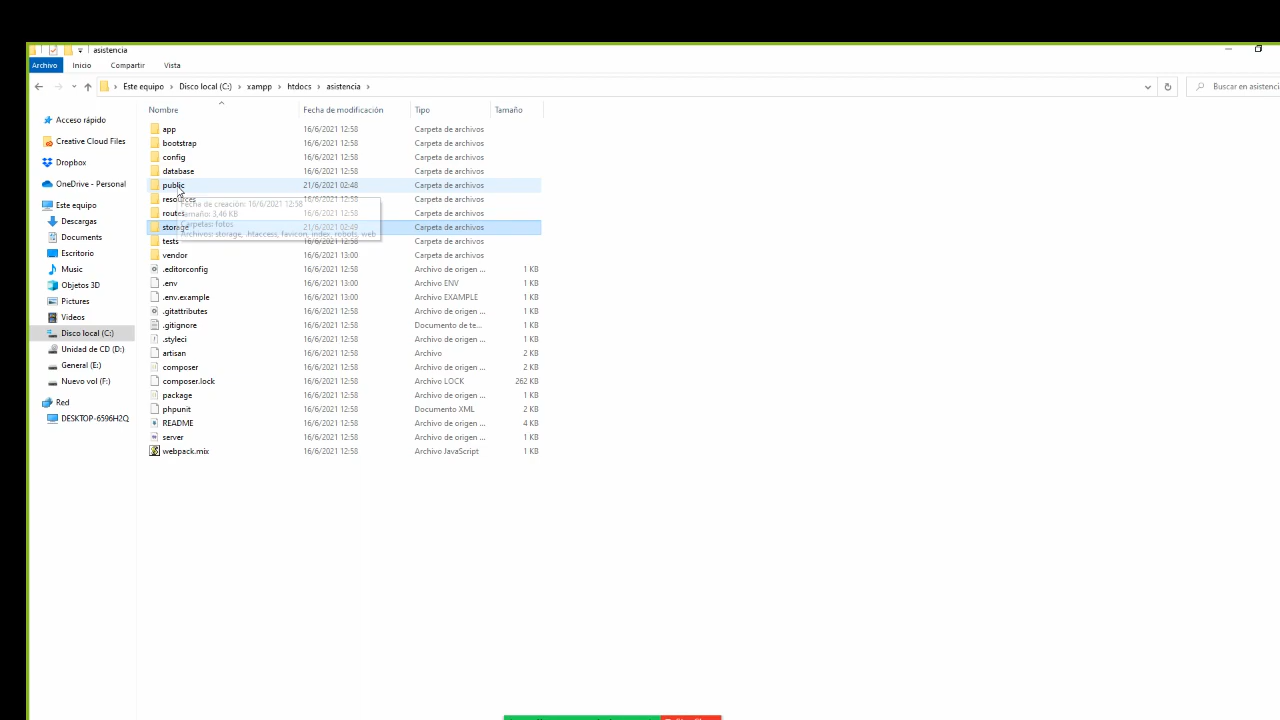 asistencia
Archivo Inicio Compartir Vista
Este equipo > Disco local (C:) > xampp > htdocs > asistencia >
Buscar en asistencia
Acceso rápido
Creative Cloud Files
Dropbox
OneDrive - Personal
Este equipo
Descargas
Documents
Escritorio
Music
Objetos 3D
Pictures
Videos
Disco local (C:)
Unidad de CD (D:)
General (E:)
Nuevo vol (F:)
Red
DESKTOP-6596H2Q
Nombre Fecha de modificación Tipo Tamaño
app 16/6/2021 12:58 Carpeta de archivos
bootstrap 16/6/2021 12:58 Carpeta de archivos
config 16/6/2021 12:58 Carpeta de archivos
database 16/6/2021 12:58 Carpeta de archivos
public 21/6/2021 02:48 Carpeta de archivos
resources 16/6/2021 12:58 Carpeta de archivos
routes 16/6/2021 12:58 Carpeta de archivos
storage 21/6/2021 02:49 Carpeta de archivos
tests 16/6/2021 12:58 Carpeta de archivos
vendor 16/6/2021 13:00 Carpeta de archivos
.editorconfig 16/6/2021 12:58 Archivo de origen ... 1 KB
.env 16/6/2021 13:00 Archivo ENV 1 KB
.env.example 16/6/2021 13:00 Archivo EXAMPLE 1 KB
.gitattributes 16/6/2021 12:58 Archivo de origen ... 1 KB
.gitignore 16/6/2021 12:58 Documento de te... 1 KB
.styleci 16/6/2021 12:58 Archivo de origen ... 1 KB
artisan 16/6/2021 12:58 Archivo 2 KB
composer 16/6/2021 12:58 Archivo de origen ... 2 KB
composer.lock 16/6/2021 12:58 Archivo LOCK 262 KB
package 16/6/2021 12:58 Archivo de origen ... 1 KB
phpunit 16/6/2021 12:58 Documento XML 2 KB
README 16/6/2021 12:58 Archivo de origen ... 4 KB
server 16/6/2021 12:58 Archivo de origen ... 1 KB
webpack.mix 16/6/2021 12:58 Archivo JavaScript 1 KB
Fecha de creación: 16/6/2021 12:58
Tamaño: 3,46 KB
Carpetas: fotos
Archivos: storage, .htaccess, favicon, index, robots, web